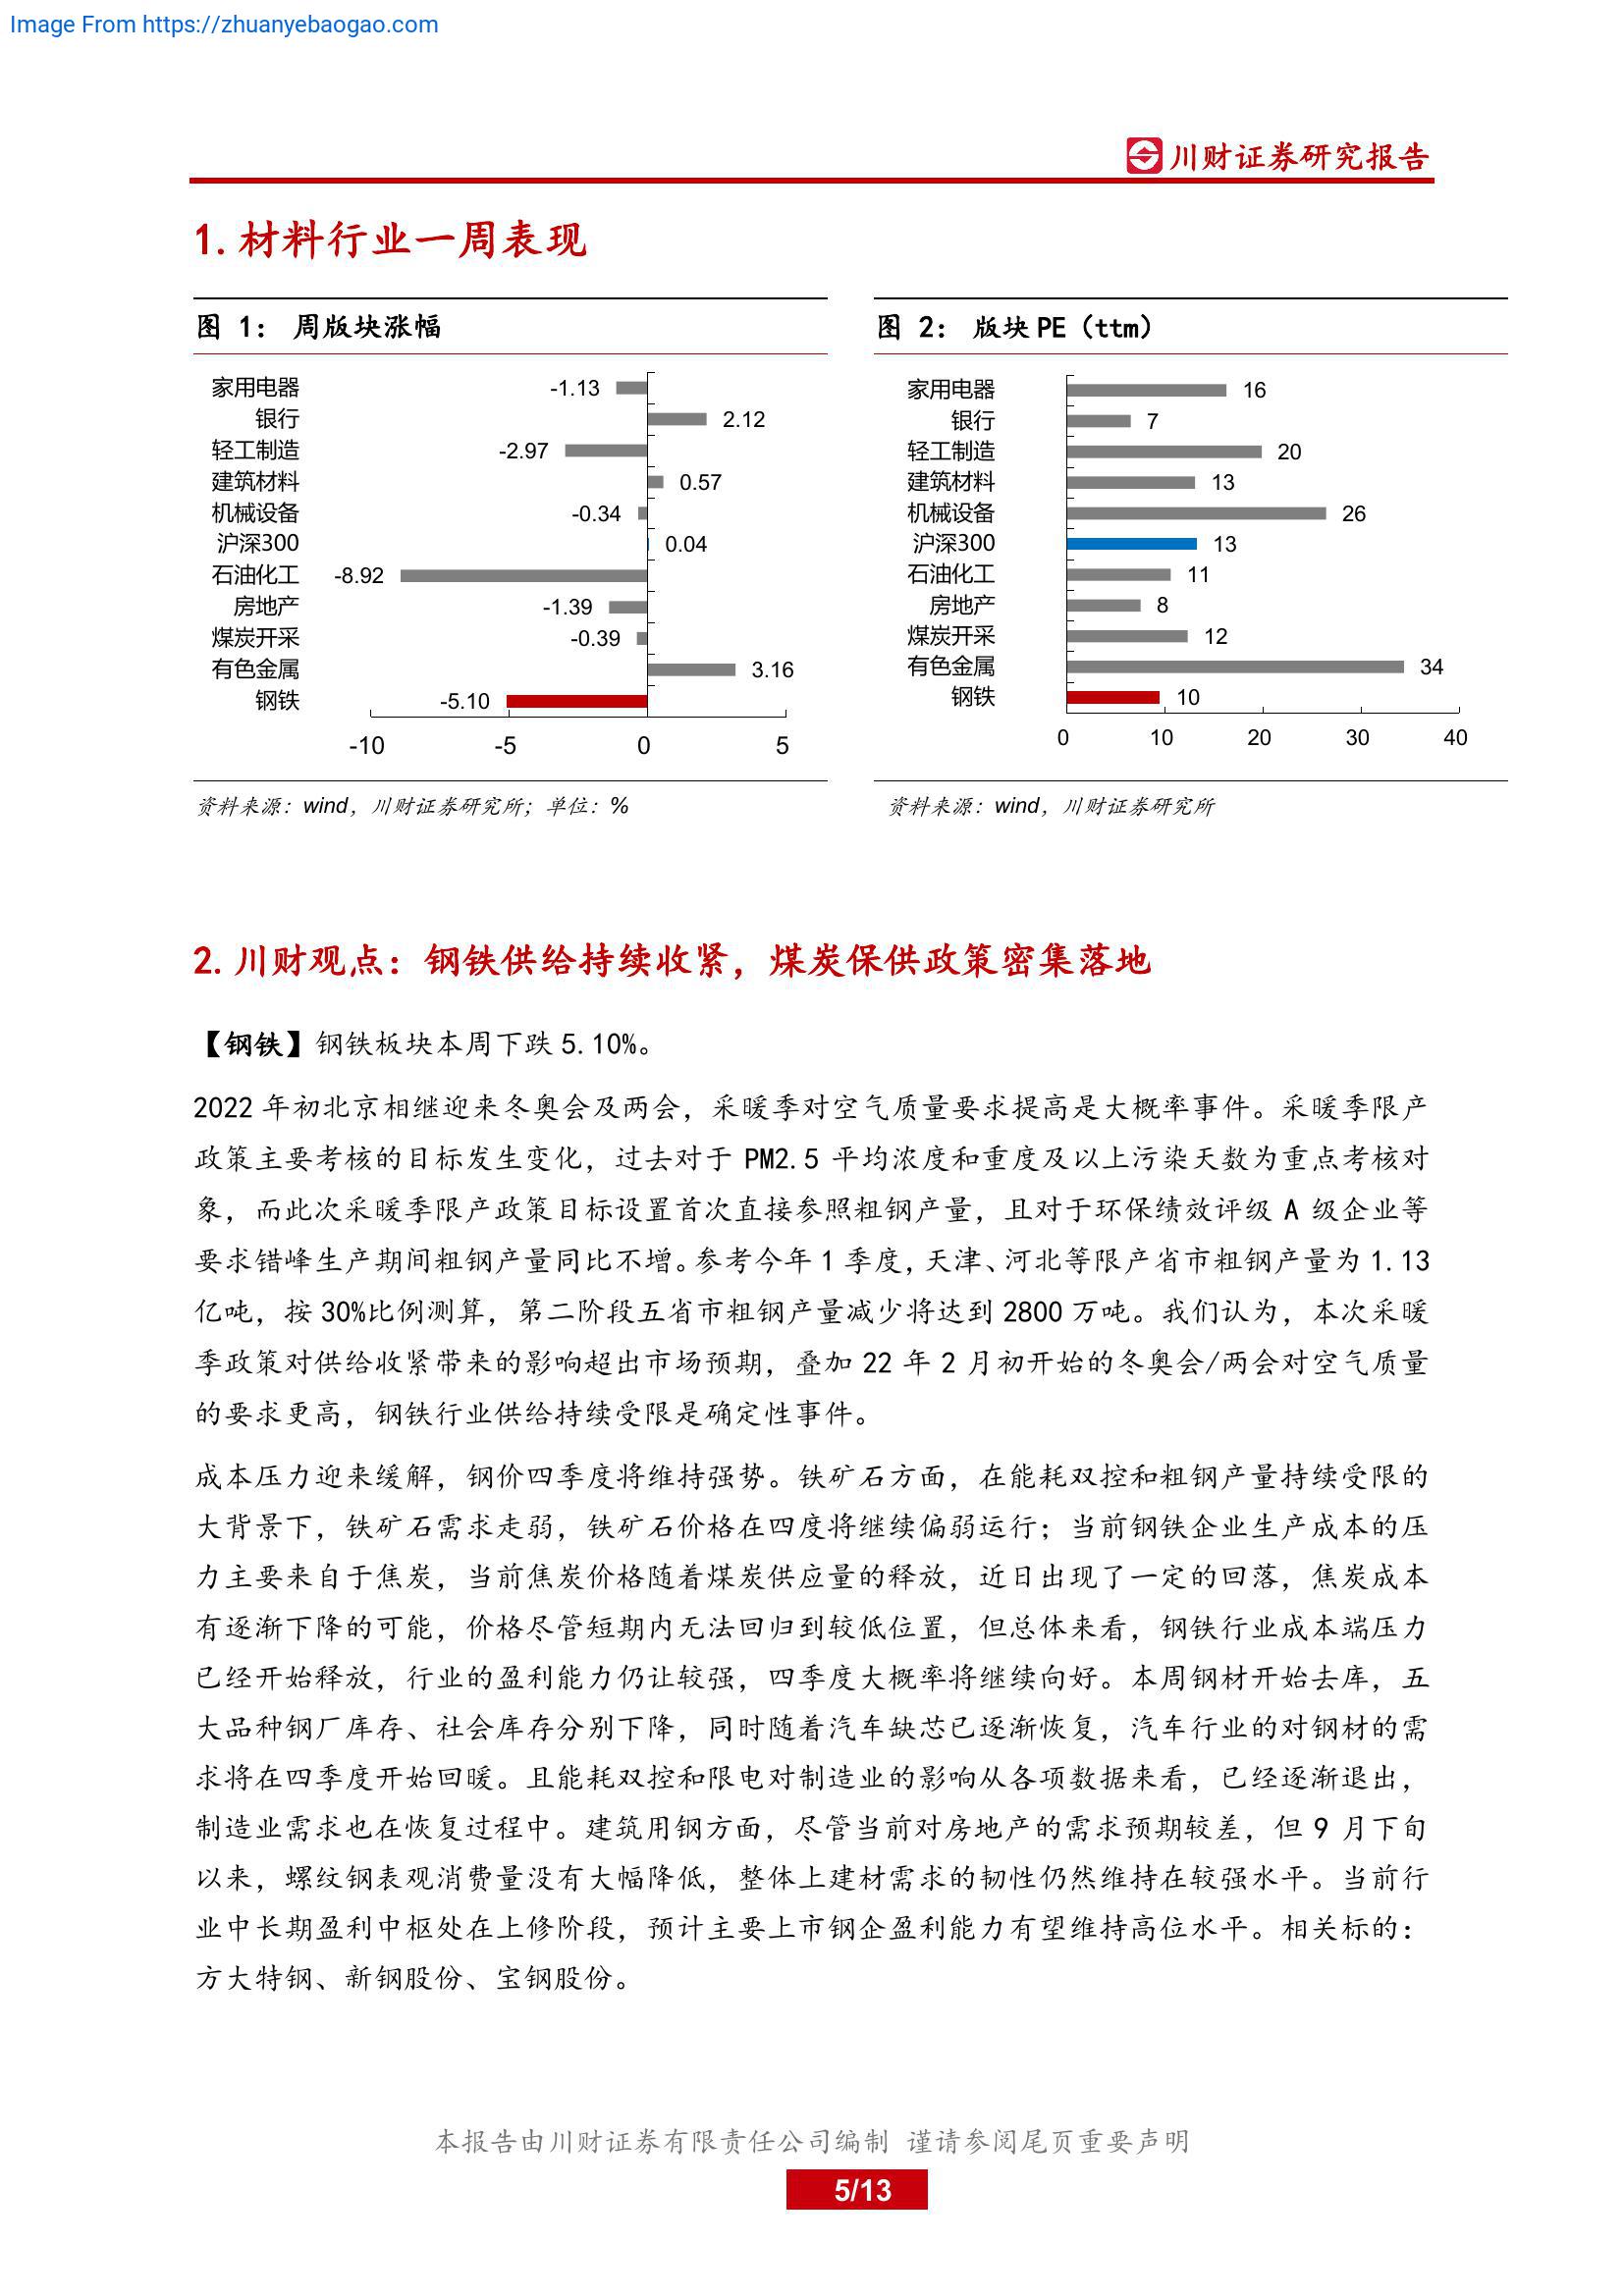 Image From https://zhuanyebaogao.com
川财证券研究报告
1.材料行业一周表现
图 1： 周版块涨幅
家用电器 -1.13
银行 2.12
轻工制造 -2.97
建筑材料 0.57
机械设备 -0.34
沪深300 0.04
石油化工 -8.92
房地产 -1.39
煤炭开采 -0.39
有色金属 3.16
钢铁 -5.10
-10 -5 0 5
资料来源：wind，川财证券研究所；单位：%
图 2： 版块PE（ttm）
家用电器 16
银行 7
轻工制造 20
建筑材料 13
机械设备 26
沪深300 13
石油化工 11
房地产 8
煤炭开采 12
有色金属 34
钢铁 10
0 10 20 30 40
资料来源：wind，川财证券研究所
2.川财观点：钢铁供给持续收紧，煤炭保供政策密集落地
【钢铁】钢铁板块本周下跌 5.10%。
2022 年初北京相继迎来冬奥会及两会，采暖季对空气质量要求提高是大概率事件。采暖季限产
政策主要考核的目标发生变化，过去对于 PM2.5 平均浓度和重度及以上污染天数为重点考核对
象，而此次采暖季限产政策目标设置首次直接参照粗钢产量，且对于环保绩效评级 A 级企业等
要求错峰生产期间粗钢产量同比不增。参考今年 1 季度，天津、河北等限产省市粗钢产量为 1.13
亿吨，按 30%比例测算，第二阶段五省市粗钢产量减少将达到 2800 万吨。我们认为，本次采暖
季政策对供给收紧带来的影响超出市场预期，叠加 22 年 2 月初开始的冬奥会/两会对空气质量
的要求更高，钢铁行业供给持续受限是确定性事件。
成本压力迎来缓解，钢价四季度将维持强势。铁矿石方面，在能耗双控和粗钢产量持续受限的
大背景下，铁矿石需求走弱，铁矿石价格在四度将继续偏弱运行；当前钢铁企业生产成本的压
力主要来自于焦炭，当前焦炭价格随着煤炭供应量的释放，近日出现了一定的回落，焦炭成本
有逐渐下降的可能，价格尽管短期内无法回归到较低位置，但总体来看，钢铁行业成本端压力
已经开始释放，行业的盈利能力仍让较强，四季度大概率将继续向好。本周钢材开始去库，五
大品种钢厂库存、社会库存分别下降，同时随着汽车缺芯已逐渐恢复，汽车行业的对钢材的需
求将在四季度开始回暖。且能耗双控和限电对制造业的影响从各项数据来看，已经逐渐退出，
制造业需求也在恢复过程中。建筑用钢方面，尽管当前对房地产的需求预期较差，但 9 月下旬
以来，螺纹钢表观消费量没有大幅降低，整体上建材需求的韧性仍然维持在较强水平。当前行
业中长期盈利中枢处在上修阶段，预计主要上市钢企盈利能力有望维持高位水平。相关标的：
方大特钢、新钢股份、宝钢股份。
本报告由川财证券有限责任公司编制 谨请参阅尾页重要声明
5/13